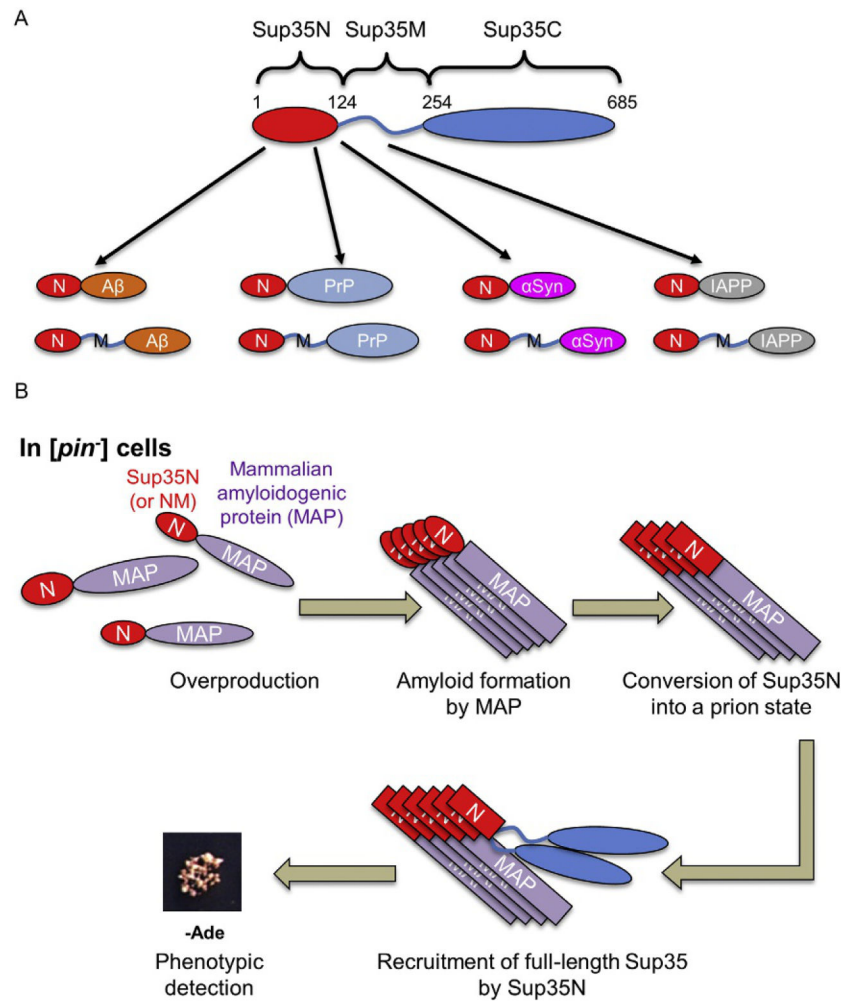 A
Sup35N Sup35M Sup35C
1 124 254 685
N Aβ N PrP N αSyn N IAPP
N M Aβ N M PrP N M αSyn N M IAPP
B
In [pin-] cells
Sup35N
(or NM)
Mammalian
amyloidogenic
protein (MAP)
N MAP
N MAP
N MAP
Overproduction
N
MAP
Amyloid formation
by MAP
N
MAP
Conversion of Sup35N
into a prion state
N
MAP
Recruitment of full-length Sup35
by Sup35N
-Ade
Phenotypic
detection